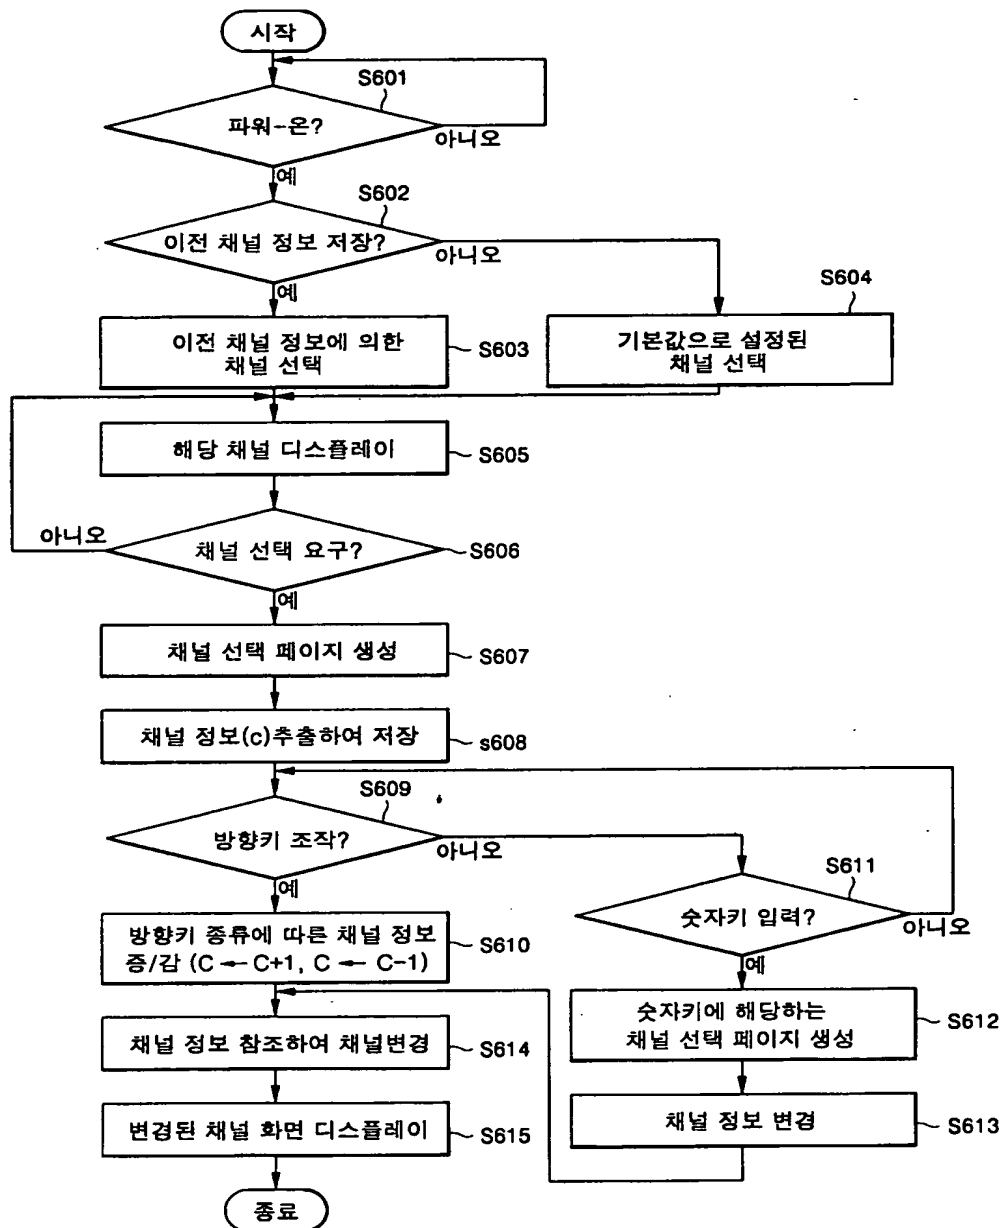 시작
S601
파워-온?
아니오
예
S602
이전 채널 정보 저장?
아니오
예
S604
이전 채널 정보에 의한
채널 선택
S603
기본값으로 설정된
채널 선택
해당 채널 디스플레이
S605
아니오
채널 선택 요구?
S606
예
채널 선택 페이지 생성
S607
채널 정보(c)추출하여 저장
s608
S609
방향키 조작?
아니오
S611
숫자키 입력?
아니오
예
예
방향키 종류에 따른 채널 정보
증/감 (C ← C+1, C ← C-1)
S610
숫자키에 해당하는
채널 선택 페이지 생성
S612
채널 정보 참조하여 채널변경
S614
채널 정보 변경
S613
변경된 채널 화면 디스플레이
S615
종료